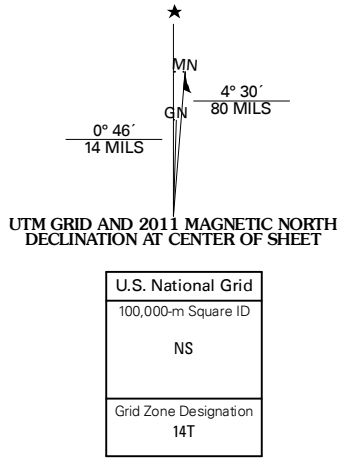 ★
MN
4° 30´
80 MILS
GN
0° 46´
14 MILS
UTM GRID AND 2011 MAGNETIC NORTH
DECLINATION AT CENTER OF SHEET
U.S. National Grid
100,000-m Square ID
NS
Grid Zone Designation
14T